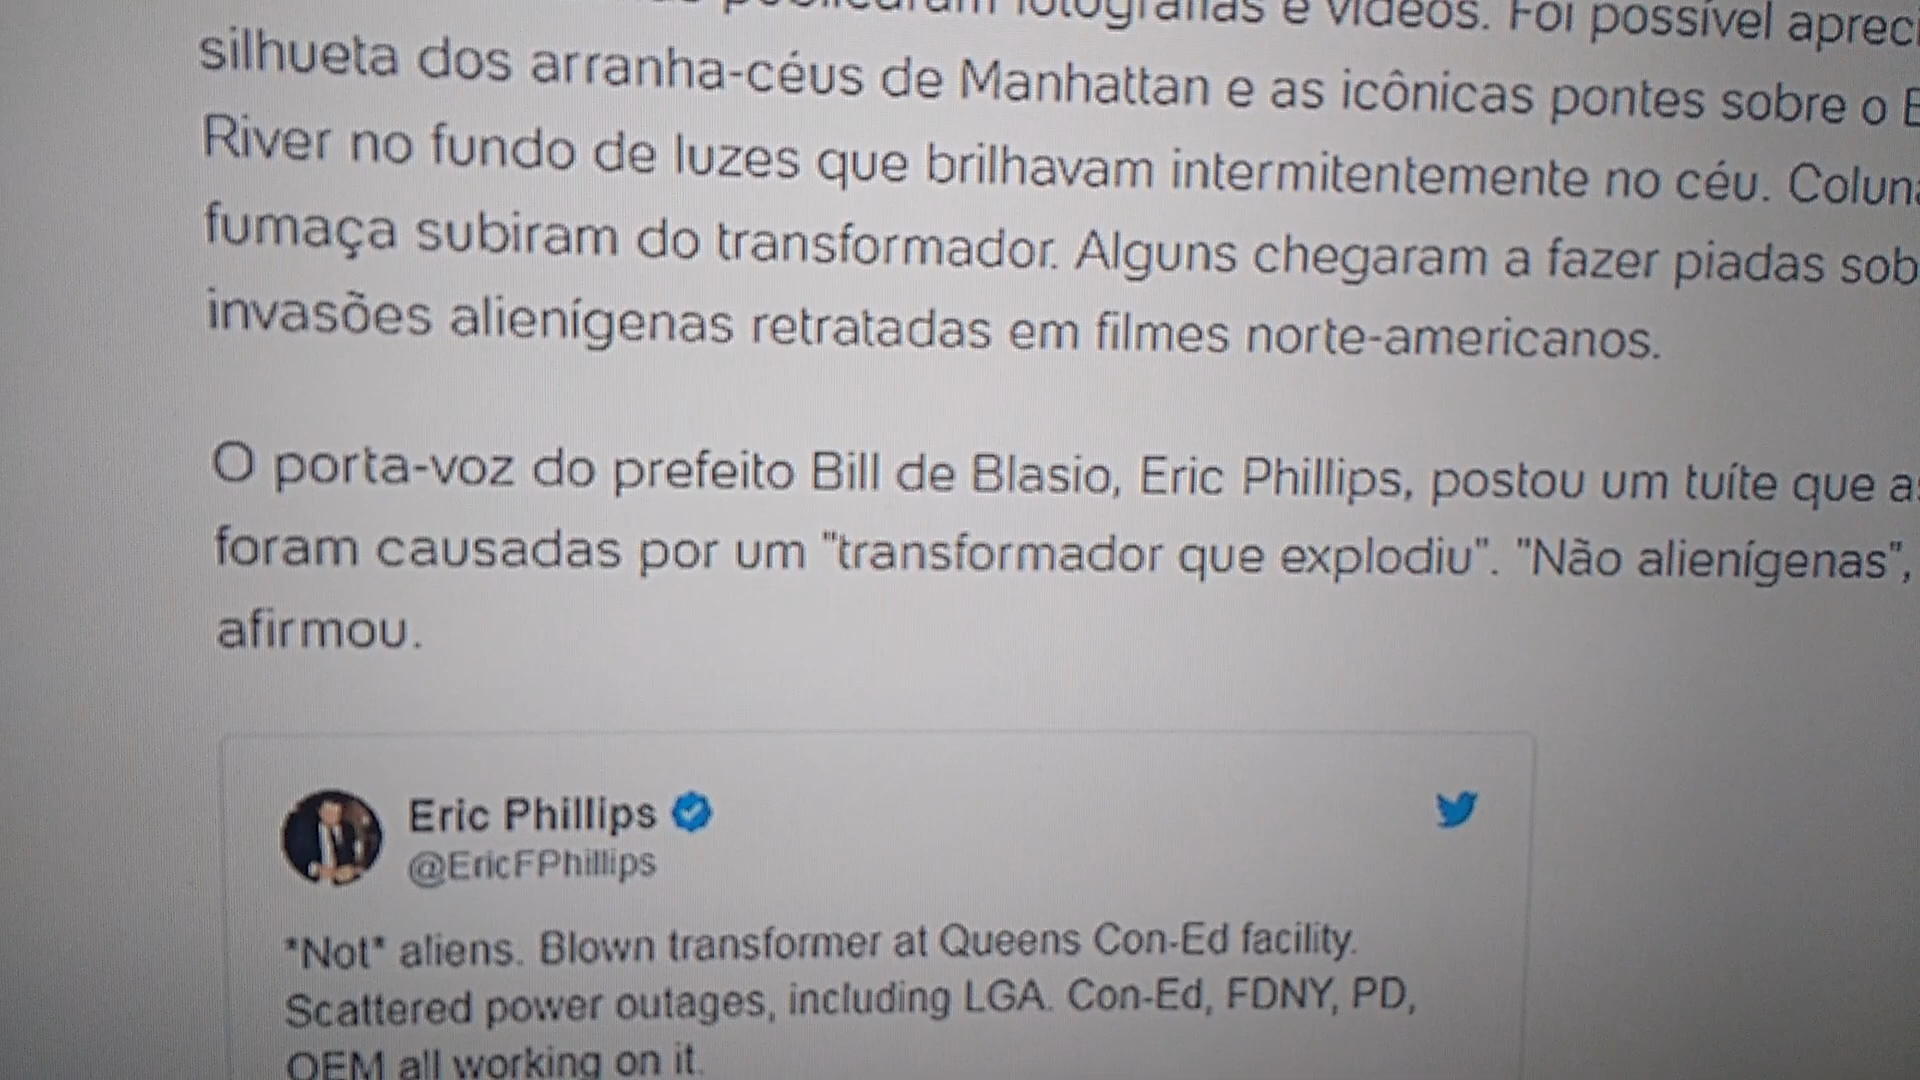 fotografias e vídeos. Foi possível
silhueta dos arranha-céus de Manhattan e as icônicas pontes sobre o
River no fundo de luzes que brilhavam intermitentemente no céu.
fumaça subiram do transformador. Alguns chegaram a fazer piadas
invasões alienígenas retratadas em filmes norte-americanos.
O porta-voz do prefeito Bill de Blasio, Eric Phillips, postou um tuíte que
foram causadas por um "transformador que explodiu". "Não alienígenas",
afirmou.
Eric Phillips
@EricFPhillips
*Not* aliens. Blown transformer at Queens Con-Ed facility.
Scattered power outages, including LGA. Con-Ed, FDNY, PD,
OEM all working on it.